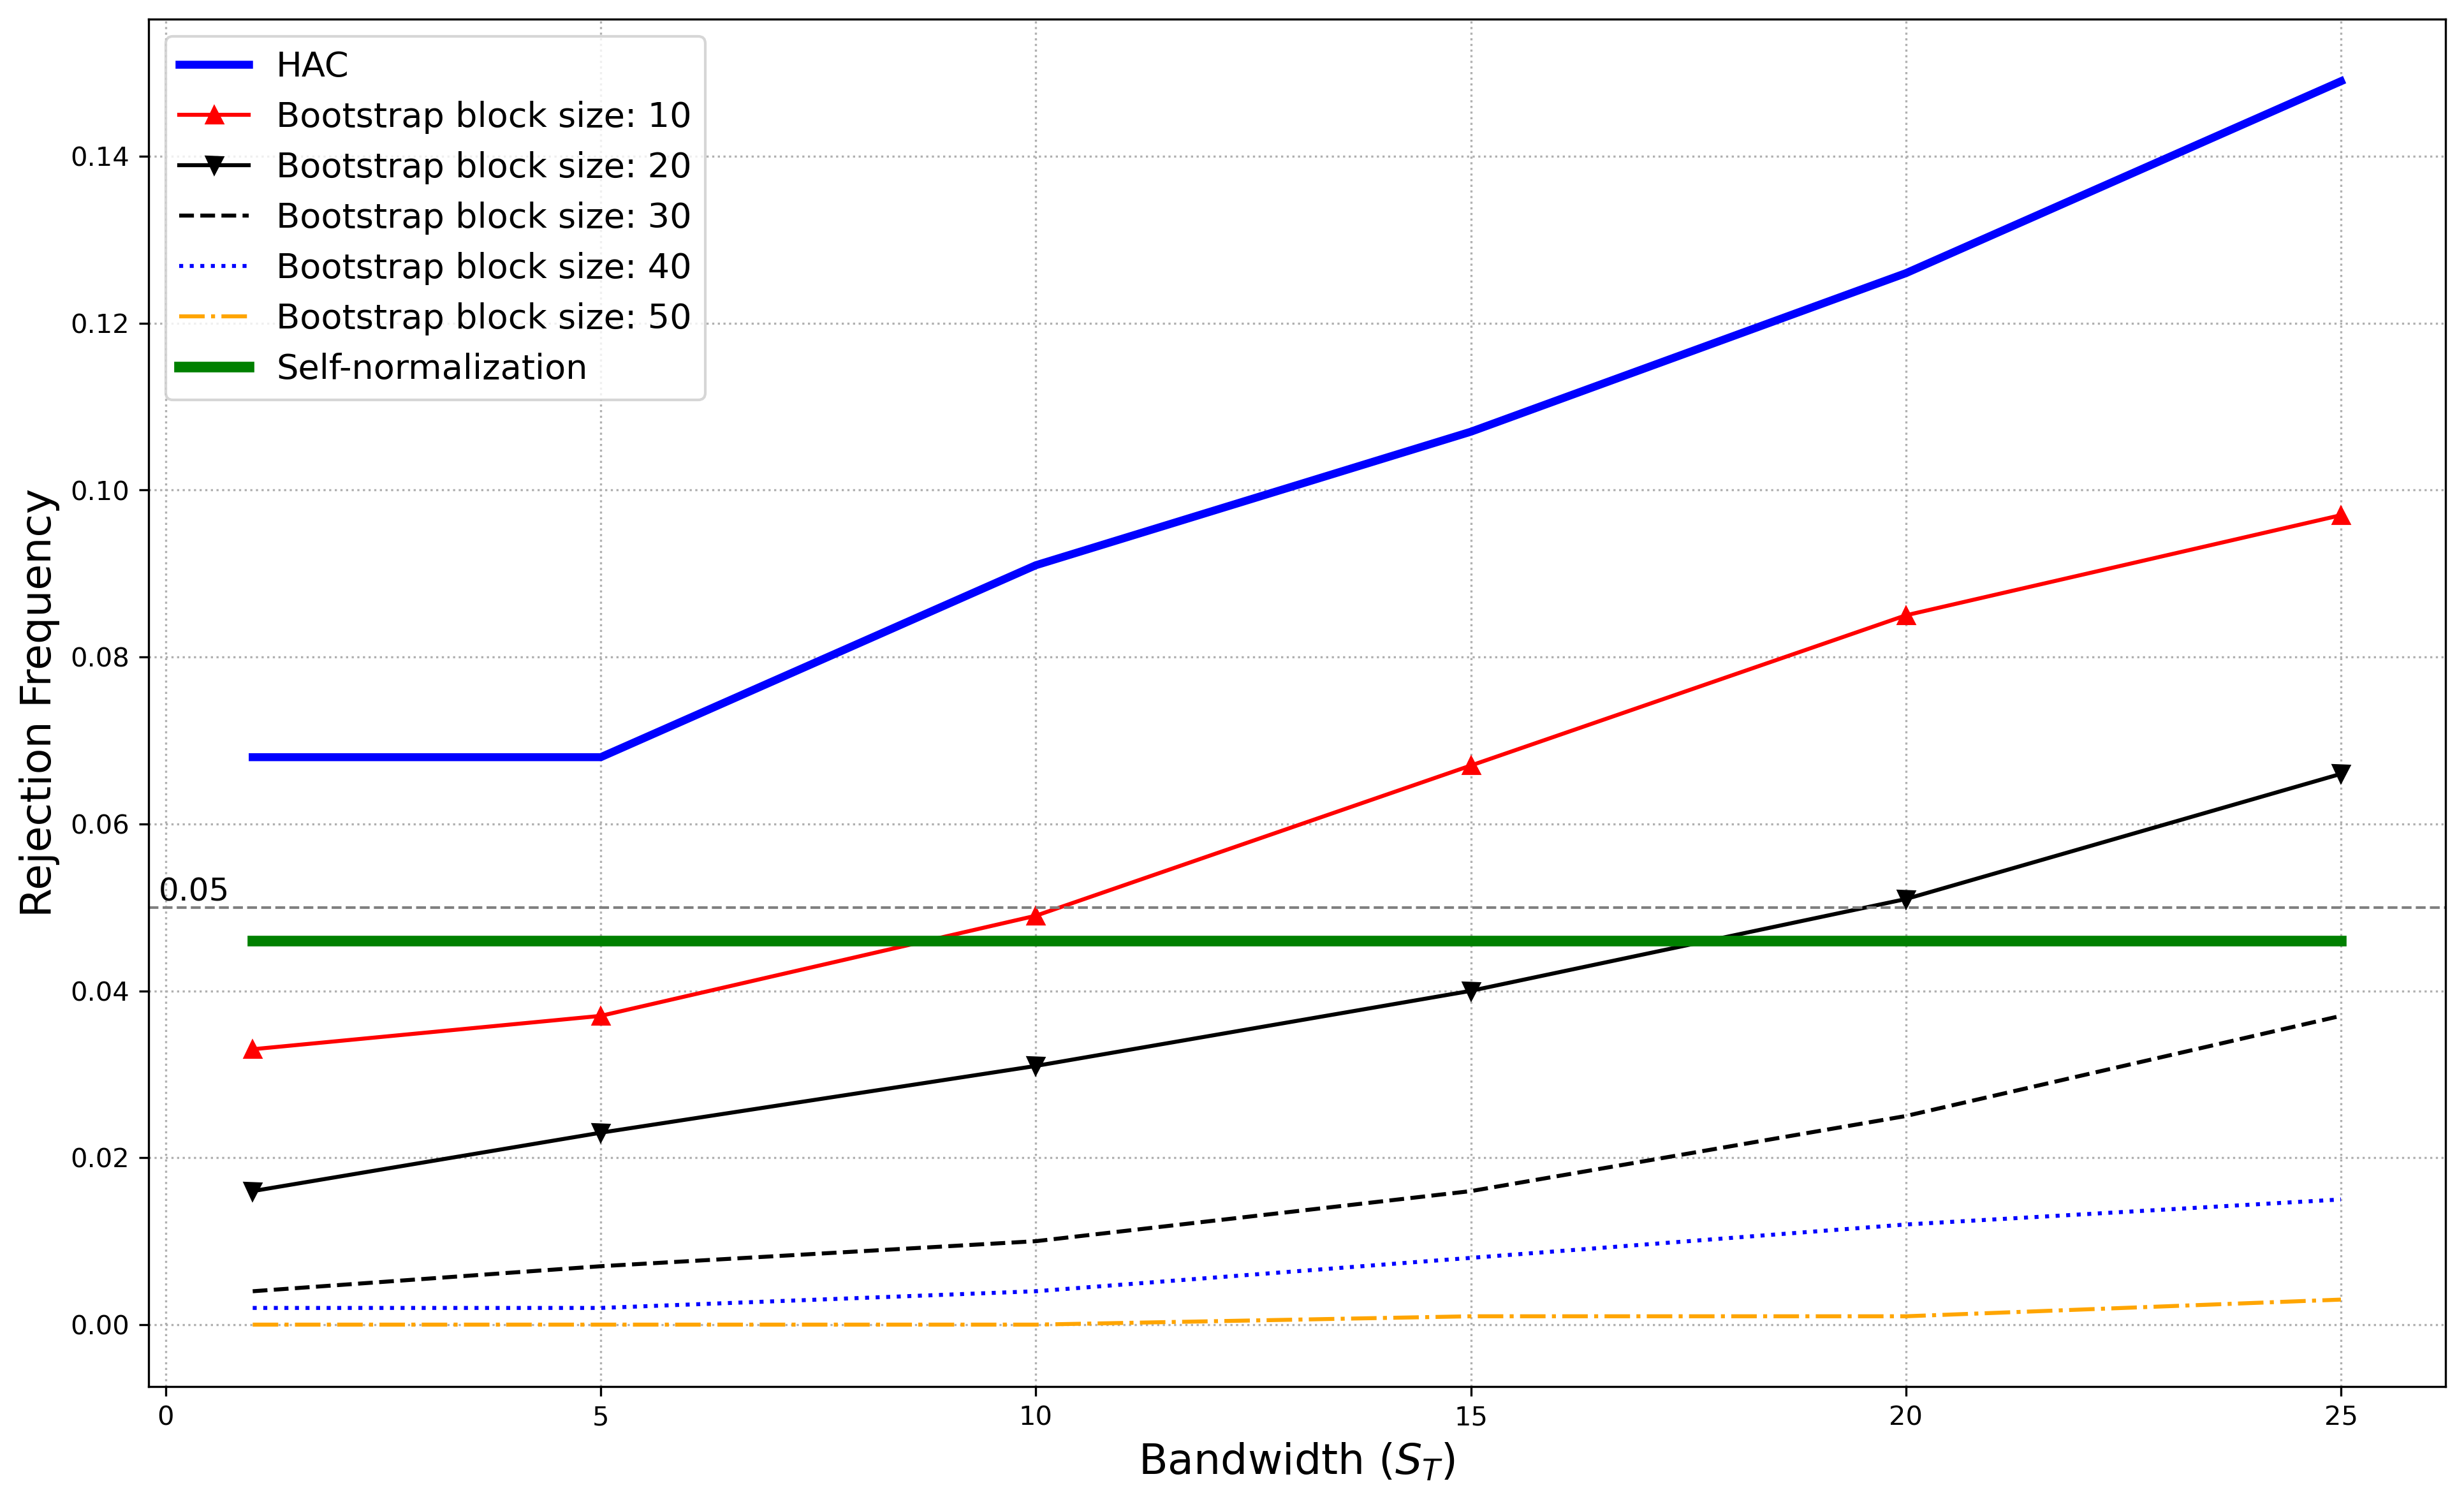 HAC
Bootstrap block size: 10
Bootstrap block size: 20
Bootstrap block size: 30
Bootstrap block size: 40
Bootstrap block size: 50
Self-normalization
Rejection Frequency
0.14
0.12
0.10
0.08
0.06
0.05
0.04
0.02
0.00
0 5 10 15 20 25
Bandwidth (S_T)